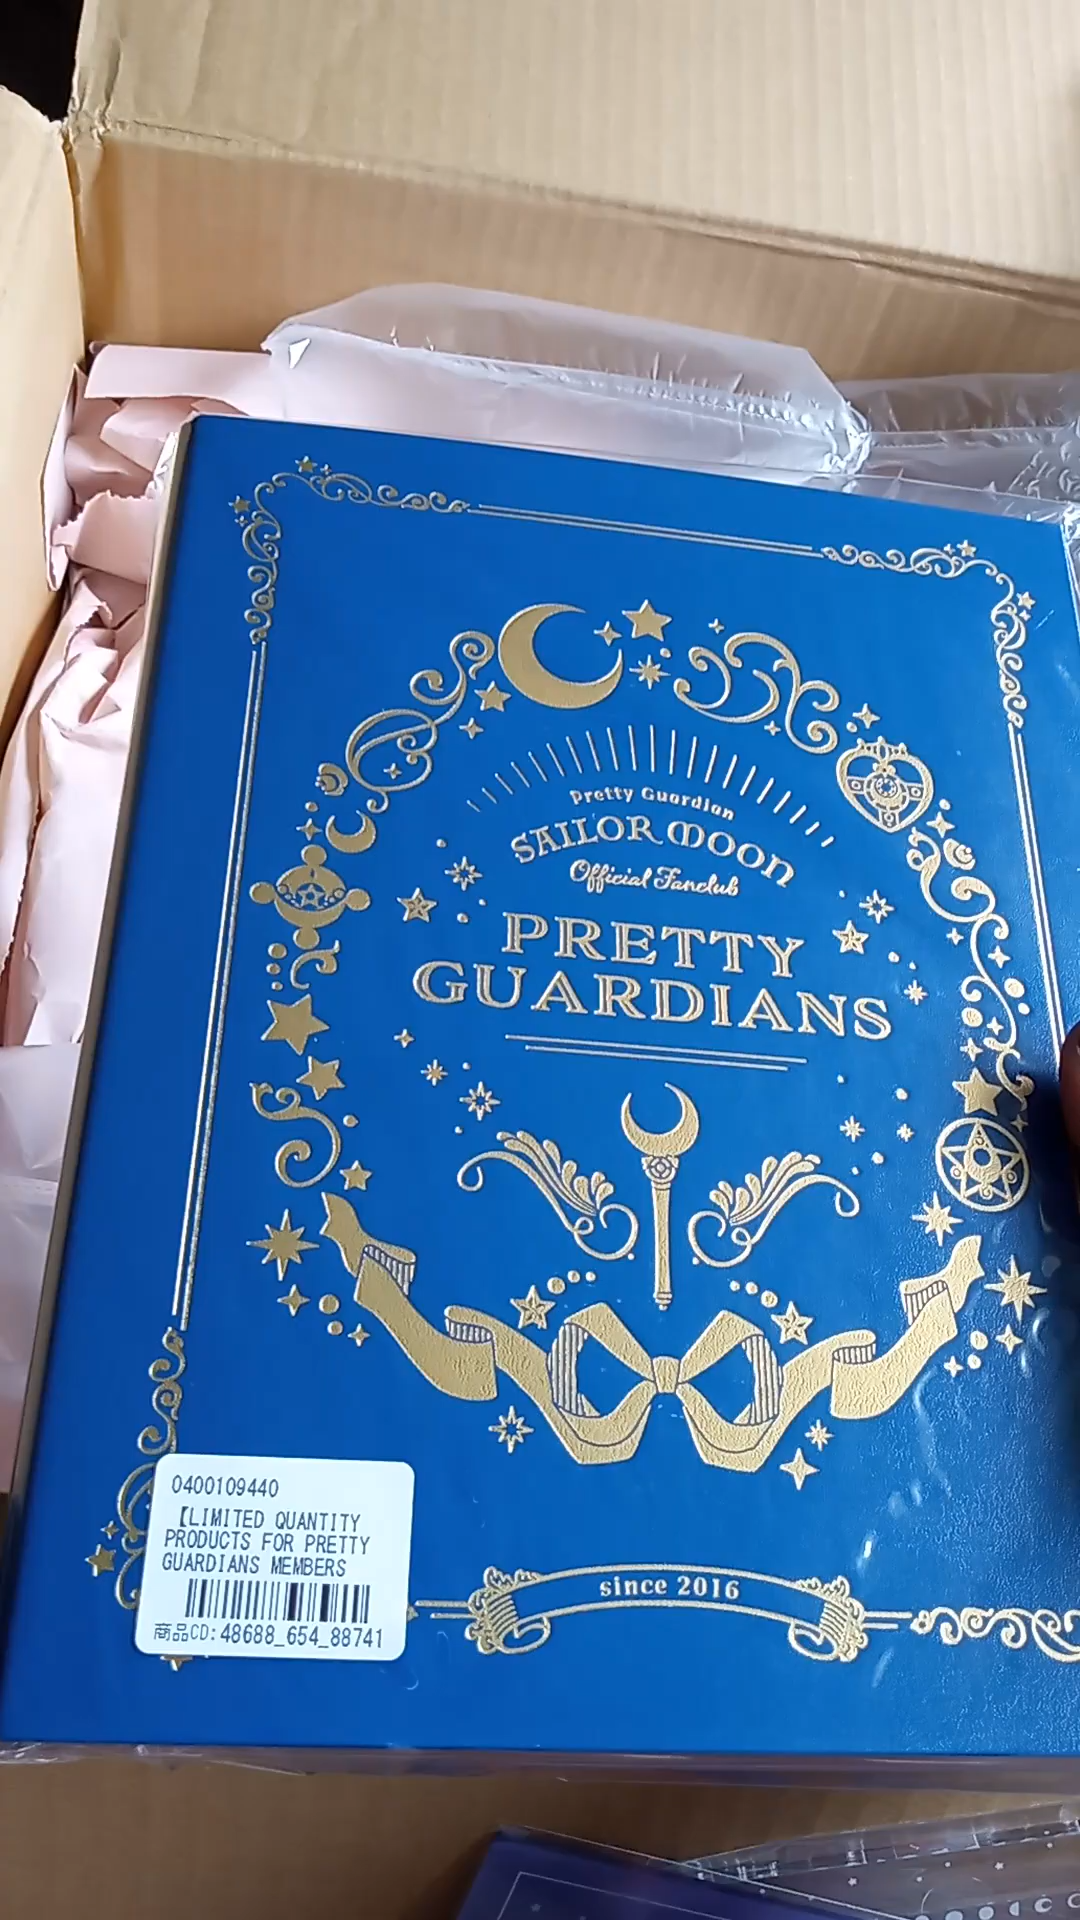 Pretty Guardian
SAILOR MOON
Official Fanclub
PRETTY
GUARDIANS
since 2016
0400109440
【LIMITED QUANTITY
PRODUCTS FOR PRETTY
GUARDIANS MEMBERS
商品CD:48688_654_88741